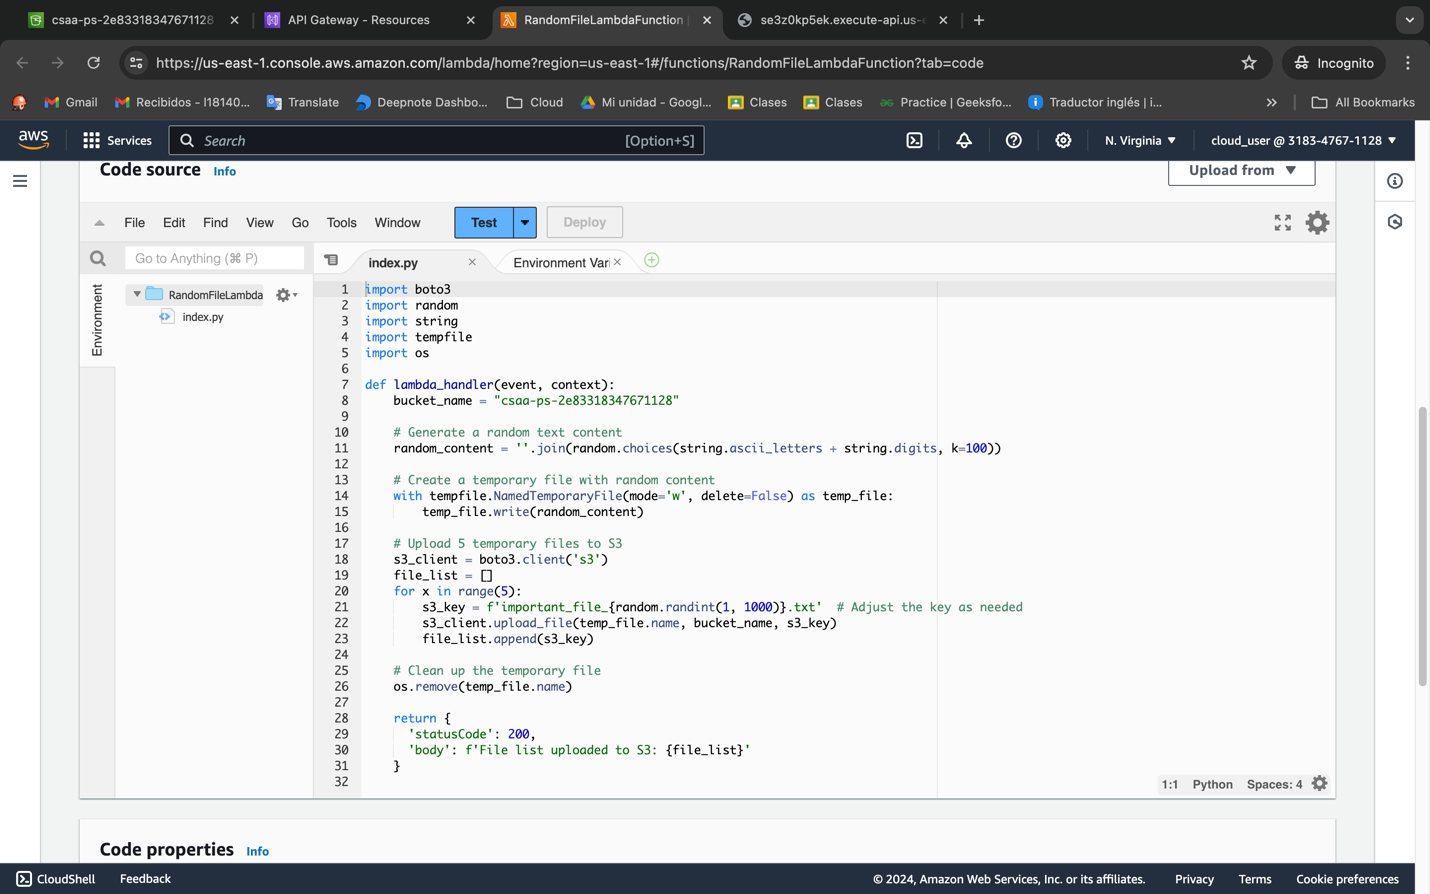 csaa-ps-2e83318347671128
API Gateway - Resources
RandomFileLambdaFunction
se3z0kp5ek.execute-api.us-e
https://us-east-1.console.aws.amazon.com/lambda/home?region=us-east-1#/functions/RandomFileLambdaFunction?tab=code
Incognito
Gmail
Recibidos - l18140...
Translate
Deepnote Dashbo...
Cloud
Mi unidad - Googl...
Clases
Clases
Practice | Geeksfo...
Traductor inglés | i...
All Bookmarks
aws
Services
Search
[Option+S]
N. Virginia
cloud_user @ 3183-4767-1128
Code source
Info
Upload from
File
Edit
Find
View
Go
Tools
Window
Test
Deploy
Go to Anything (⌘ P)
index.py
Environment Vari
Environment
RandomFileLambda
index.py
1 import boto3
2 import random
3 import string
4 import tempfile
5 import os
6
7 def lambda_handler(event, context):
8     bucket_name = "csaa-ps-2e83318347671128"
9
10     # Generate a random text content
11     random_content = ''.join(random.choices(string.ascii_letters + string.digits, k=100))
12
13     # Create a temporary file with random content
14     with tempfile.NamedTemporaryFile(mode='w', delete=False) as temp_file:
15         temp_file.write(random_content)
16
17     # Upload 5 temporary files to S3
18     s3_client = boto3.client('s3')
19     file_list = []
20     for x in range(5):
21         s3_key = f'important_file_{random.randint(1, 1000)}.txt'  # Adjust the key as needed
22         s3_client.upload_file(temp_file.name, bucket_name, s3_key)
23         file_list.append(s3_key)
24
25     # Clean up the temporary file
26     os.remove(temp_file.name)
27
28     return {
29       'statusCode': 200,
30       'body': f'File list uploaded to S3: {file_list}'
31     }
32
1:1
Python
Spaces: 4
Code properties
Info
CloudShell
Feedback
© 2024, Amazon Web Services, Inc. or its affiliates.
Privacy
Terms
Cookie preferences